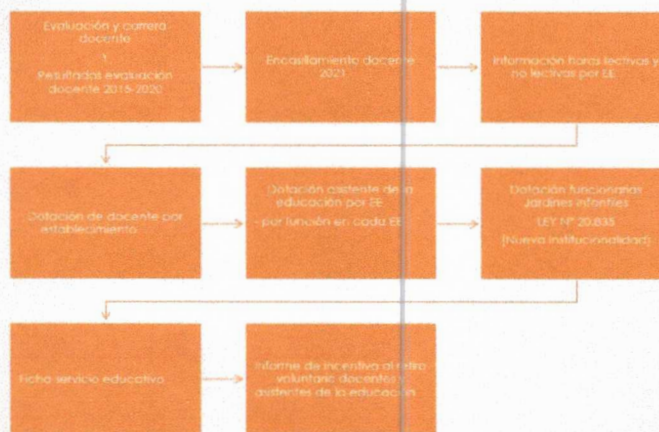 Evaluación y carrera
docente
Y
Resultados evaluación
docente 2015-2020
Encasillamiento docente
2021
Información horas lectivas y
no lectivas por EE
Dotación de docente por
establecimiento
Dotación asistente de la
educación por EE
- por función en cada EE
Dotación funcionarias
Jardines infantiles
LEY N° 20.835
(Nueva Institucionalidad)
Ficha servicio educativo
Informe de incentivo al retiro
voluntario docentes y
asistentes de la educación